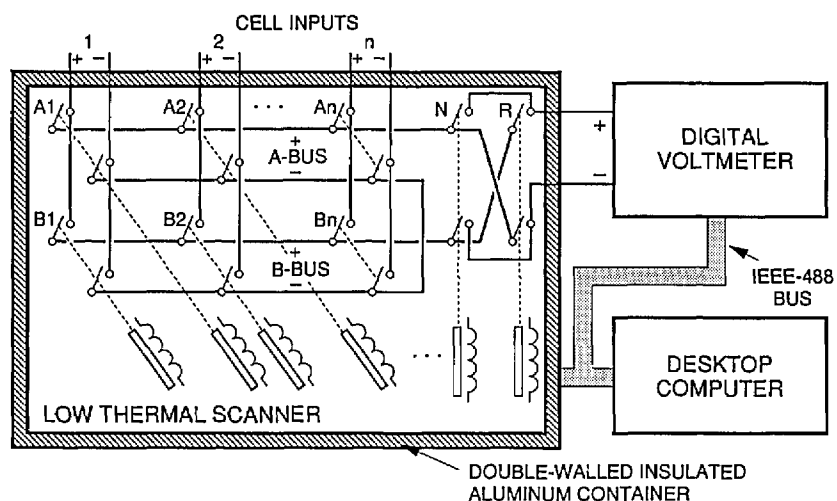 CELL INPUTS
1 2 n
+ − + − + −
A1 A2 · · · An N R
+
A-BUS
−
B1 B2 Bn
+
B-BUS
−
· · ·
LOW THERMAL SCANNER
+
−
DIGITAL
VOLTMETER
IEEE-488
BUS
DESKTOP
COMPUTER
DOUBLE-WALLED INSULATED
ALUMINUM CONTAINER